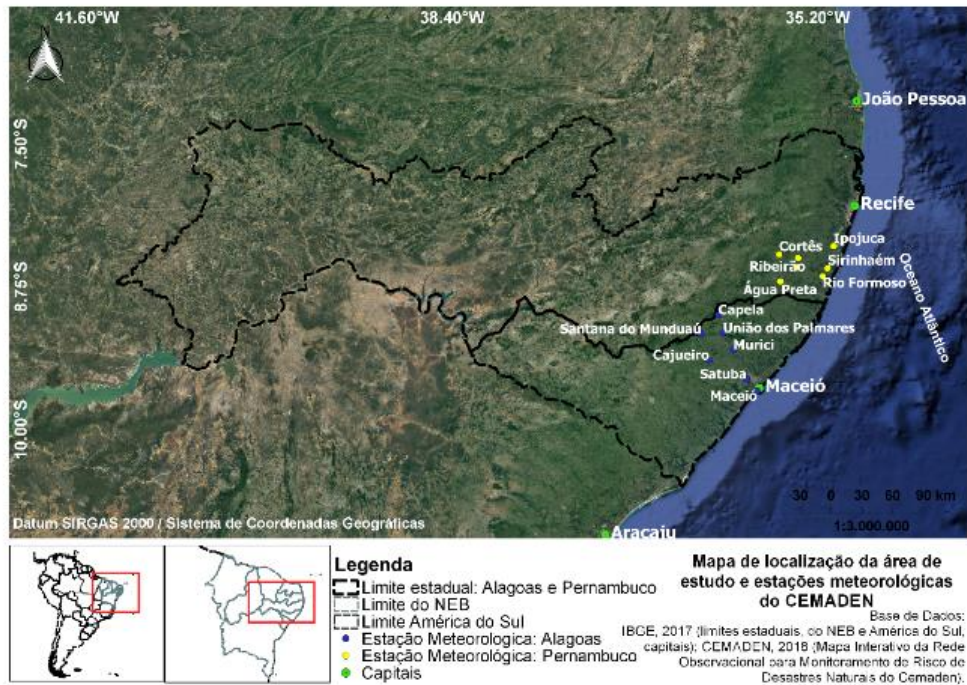 41.60°W 38.40°W 35.20°W
João Pessoa
7.50°S
Recife
Ipojuca
Cortês
Sirinhaém
Ribeirão
Rio Formoso
Água Preta
8.75°S
Oceano Atlântico
Capela
Santana do Munduaú
União dos Palmares
Murici
Cajueiro
Satuba
Maceió
Maceió
10.00°S
30 0 30 60 90 km
1:3.000.000
Datum SIRGAS 2000 / Sistema de Coordenadas Geográficas
Aracaju
Legenda
Limite estadual: Alagoas e Pernambuco
Limite do NEB
Limite América do Sul
Estação Meteorologica: Alagoas
Estação Meteorológica: Pernambuco
Capitais
Mapa de localização da área de
estudo e estações meteorológicas
do CEMADEN
Base de Dados:
IBGE, 2017 (limites estaduais, do NEB e América do Sul,
capitais); CEMADEN, 2018 (Mapa Interativo da Rede
Observacional para Monitoramento de Risco de
Desastres Naturais do Cemaden).